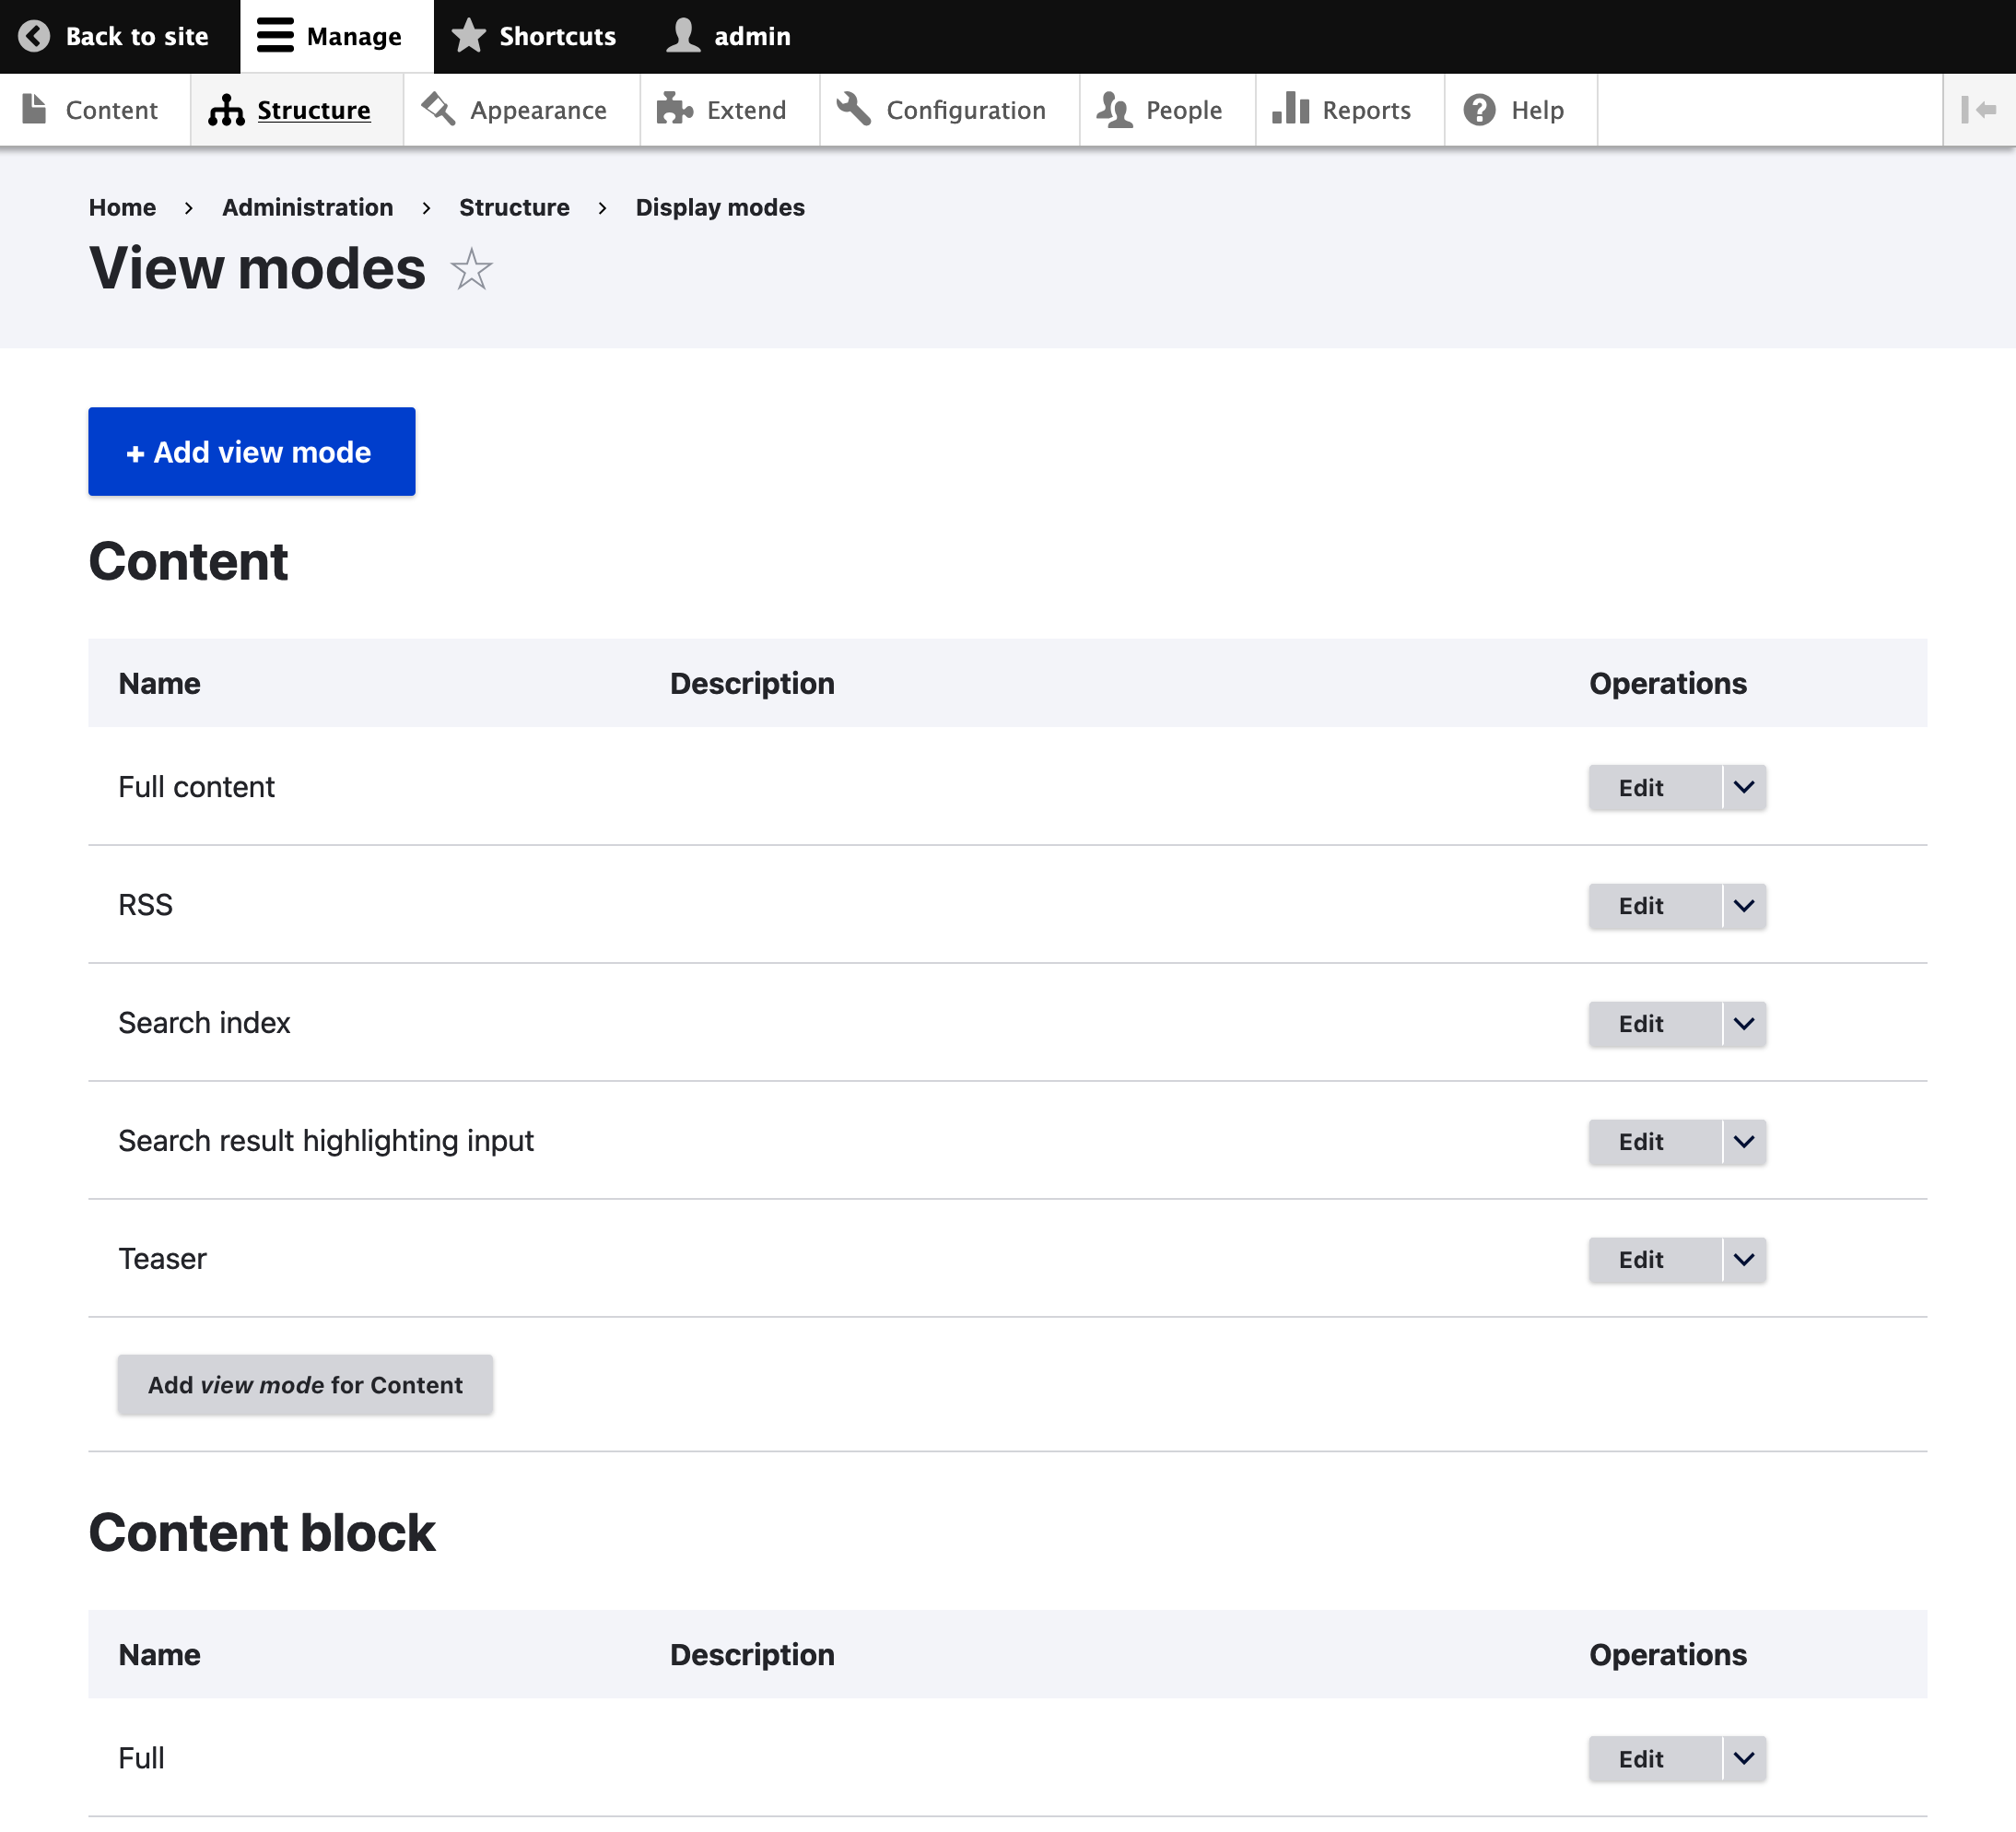 Back to site Manage Shortcuts admin
Content Structure Appearance Extend Configuration People Reports Help
Home › Administration › Structure › Display modes
View modes
+ Add view mode
Content
Name Description Operations
Full content Edit
RSS Edit
Search index Edit
Search result highlighting input Edit
Teaser Edit
Add view mode for Content
Content block
Name Description Operations
Full Edit